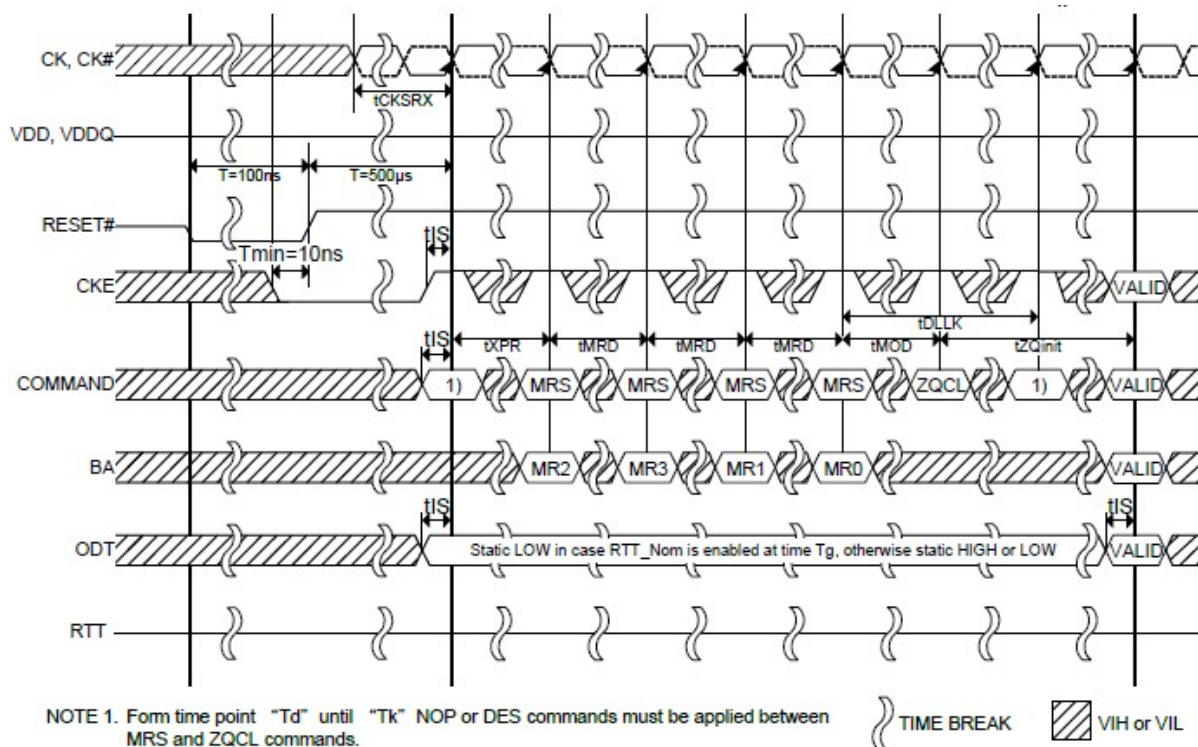 CK, CK#
tCKSRX
VDD, VDDQ
T=100ns T=500µs
RESET#
tIS
Tmin=10ns
CKE VALID
tDLLK
tIS tXPR tMRD tMRD tMRD tMOD tZQinit
COMMAND 1) MRS MRS MRS MRS ZQCL 1) VALID
BA MR2 MR3 MR1 MR0 VALID
tIS tIS
ODT Static LOW in case RTT_Nom is enabled at time Tg, otherwise static HIGH or LOW VALID
RTT
NOTE 1. Form time point “Td” until “Tk” NOP or DES commands must be applied between
MRS and ZQCL commands.
TIME BREAK VIH or VIL